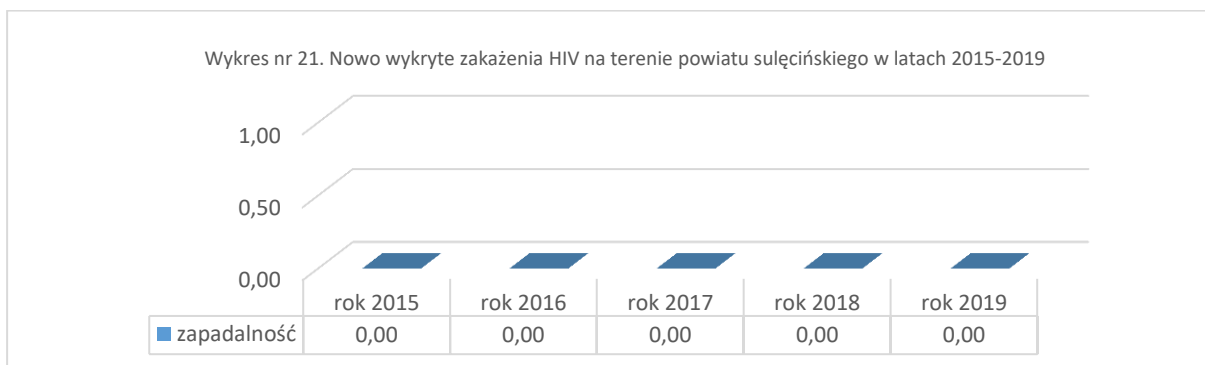 Wykres nr 21. Nowo wykryte zakażenia HIV na terenie powiatu sulęcińskiego w latach 2015-2019
1,00
0,50
0,00
rok 2015 rok 2016 rok 2017 rok 2018 rok 2019
zapadalność 0,00 0,00 0,00 0,00 0,00